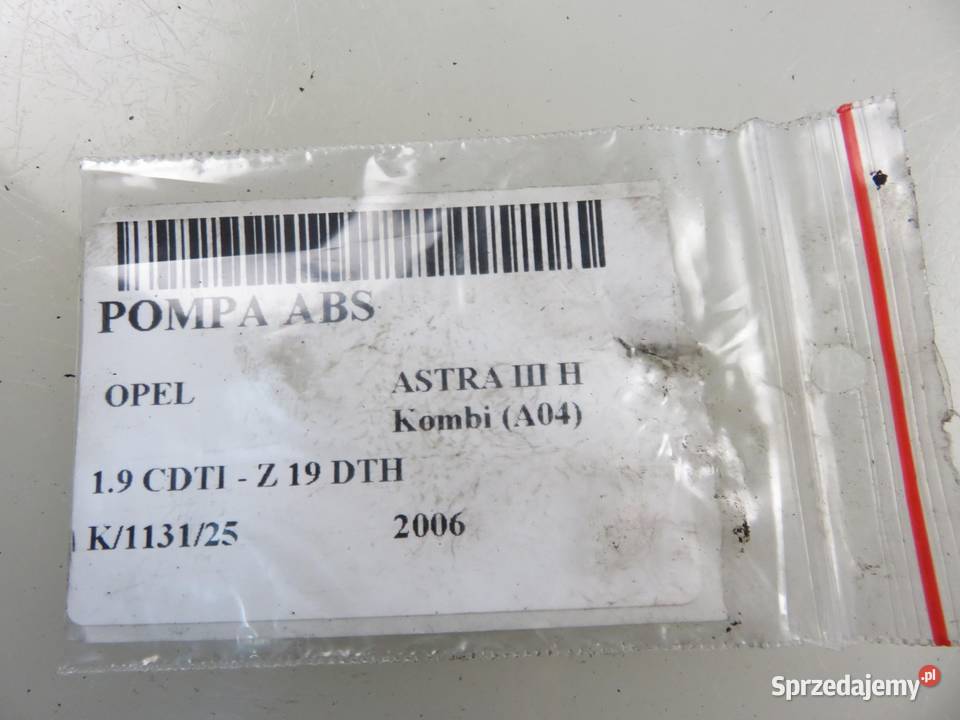 POMPA ABS
OPEL
ASTRA III H
Kombi (A04)
1.9 CDTI - Z 19 DTH
K/1131/25
2006
Sprzedajemy.pl